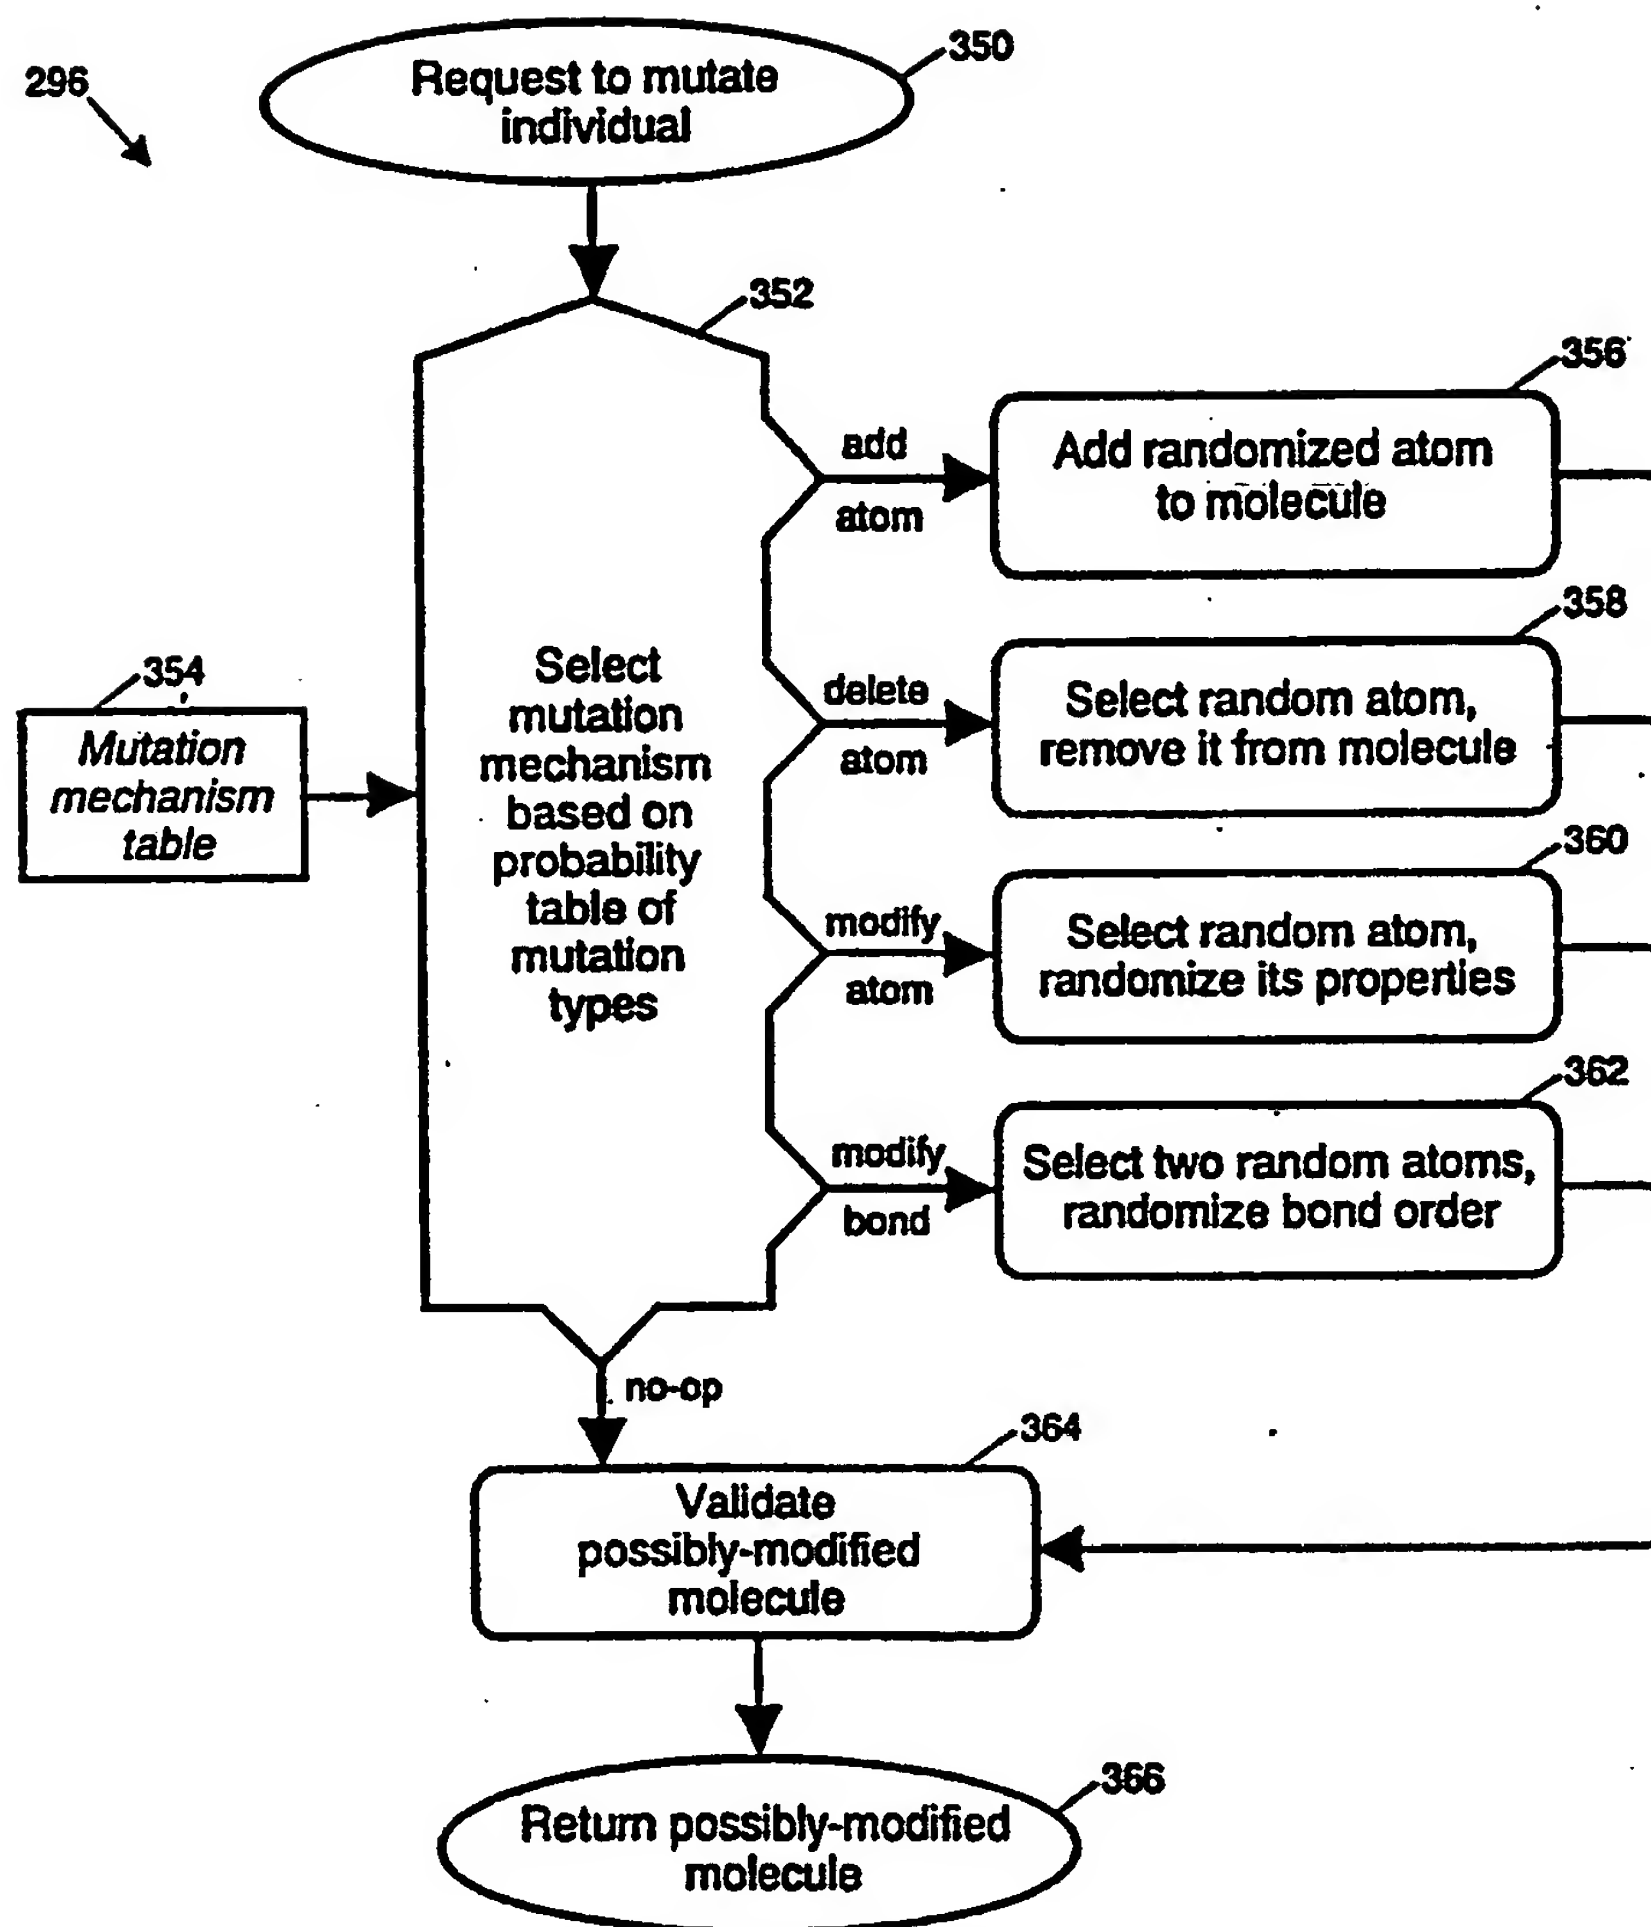 296
350
Request to mutate
individual
352
354
Mutation
mechanism
table
Select
mutation
mechanism
based on
probability
table of
mutation
types
add
atom
356
Add randomized atom
to molecule
delete
atom
358
Select random atom,
remove it from molecule
modify
atom
360
Select random atom,
randomize its properties
modify
bond
362
Select two random atoms,
randomize bond order
no-op
364
Validate
possibly-modified
molecule
366
Return possibly-modified
molecule